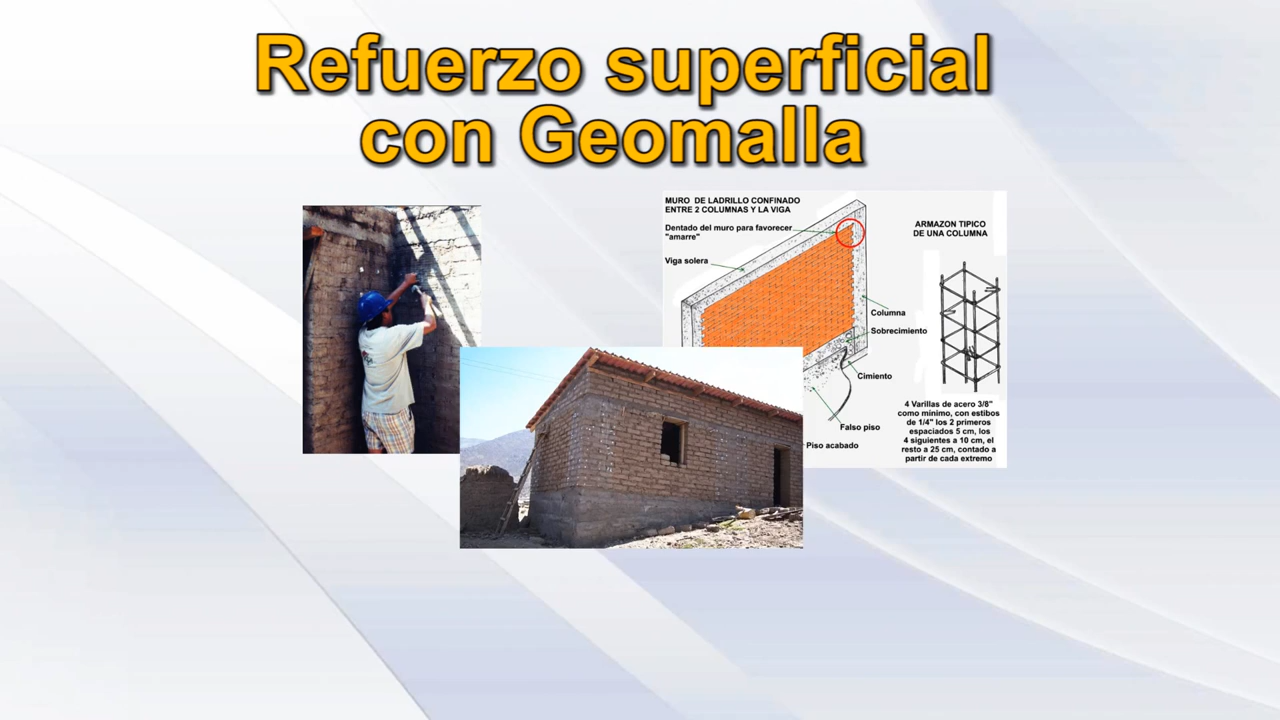 Refuerzo superficial
con Geomalla
MURO DE LADRILLO CONFINADO
ENTRE 2 COLUMNAS Y LA VIGA
Dentado del muro para favorecer
"amarre"
Viga solera
Columna
Sobrecimiento
Cimiento
Falso piso
Piso acabado
ARMAZON TIPICO
DE UNA COLUMNA
4 Varillas de acero 3/8"
como mínimo, con estibos
de 1/4" los 2 primeros
espaciados 5 cm, los
4 siguientes a 10 cm, el
resto a 25 cm, contado a
partir de cada extremo